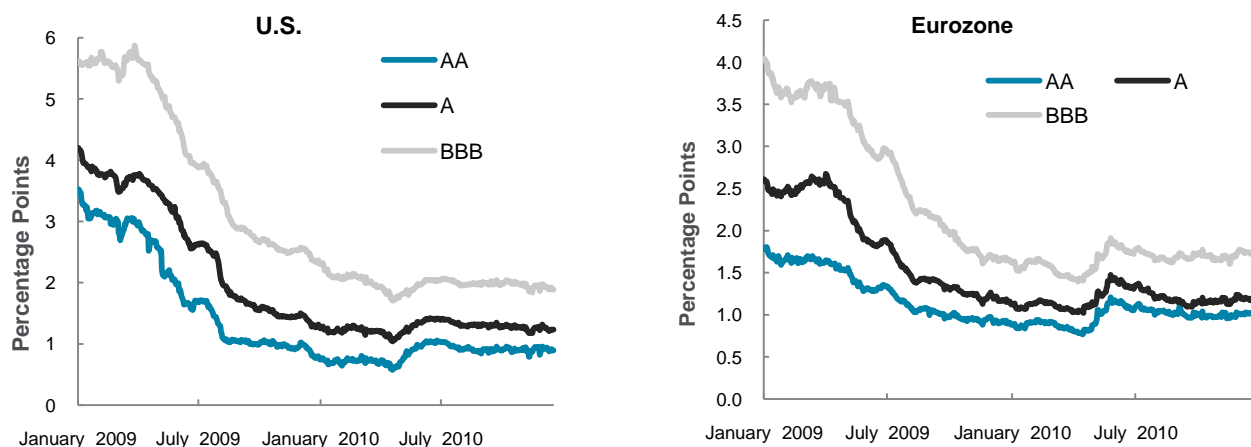 U.S.
Percentage Points
6
5
4
3
2
1
0
AA
A
BBB
January 2009 July 2009 January 2010 July 2010
Eurozone
Percentage Points
4.5
4.0
3.5
3.0
2.5
2.0
1.5
1.0
0.5
0.0
AA A
BBB
January 2009 July 2009 January 2010 July 2010